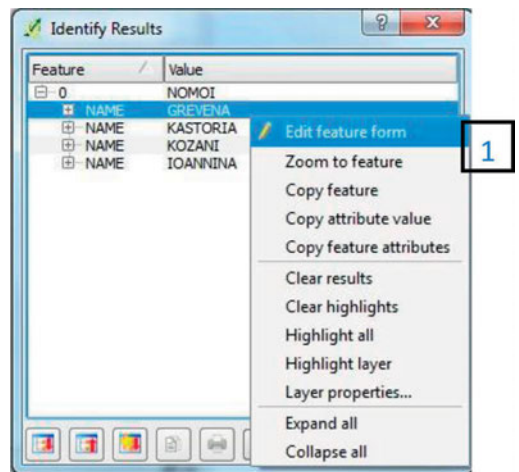 Identify Results
Feature Value
0 NOMOI
NAME GREVENA
NAME KASTORIA
NAME KOZANI
NAME IOANNINA
Edit feature form
1
Zoom to feature
Copy feature
Copy attribute value
Copy feature attributes
Clear results
Clear highlights
Highlight all
Highlight layer
Layer properties...
Expand all
Collapse all